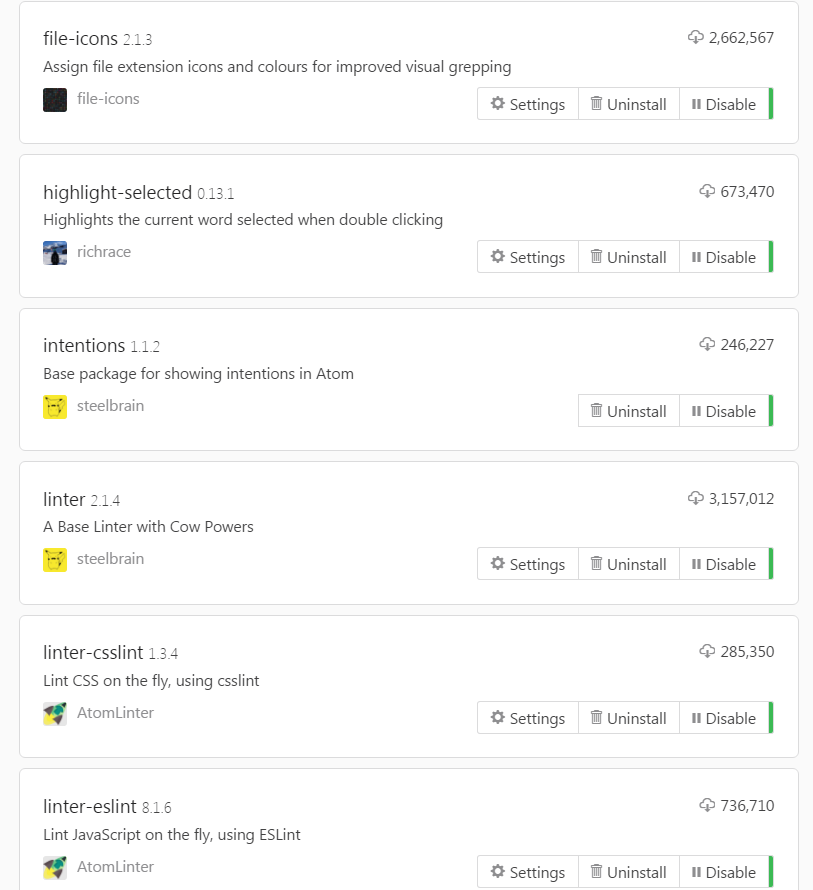 file-icons 2.1.3 2,662,567
Assign file extension icons and colours for improved visual grepping
file-icons
Settings Uninstall Disable
highlight-selected 0.13.1 673,470
Highlights the current word selected when double clicking
richrace
Settings Uninstall Disable
intentions 1.1.2 246,227
Base package for showing intentions in Atom
steelbrain
Uninstall Disable
linter 2.1.4 3,157,012
A Base Linter with Cow Powers
steelbrain
Settings Uninstall Disable
linter-csslint 1.3.4 285,350
Lint CSS on the fly, using csslint
AtomLinter
Settings Uninstall Disable
linter-eslint 8.1.6 736,710
Lint JavaScript on the fly, using ESLint
AtomLinter
Settings Uninstall Disable